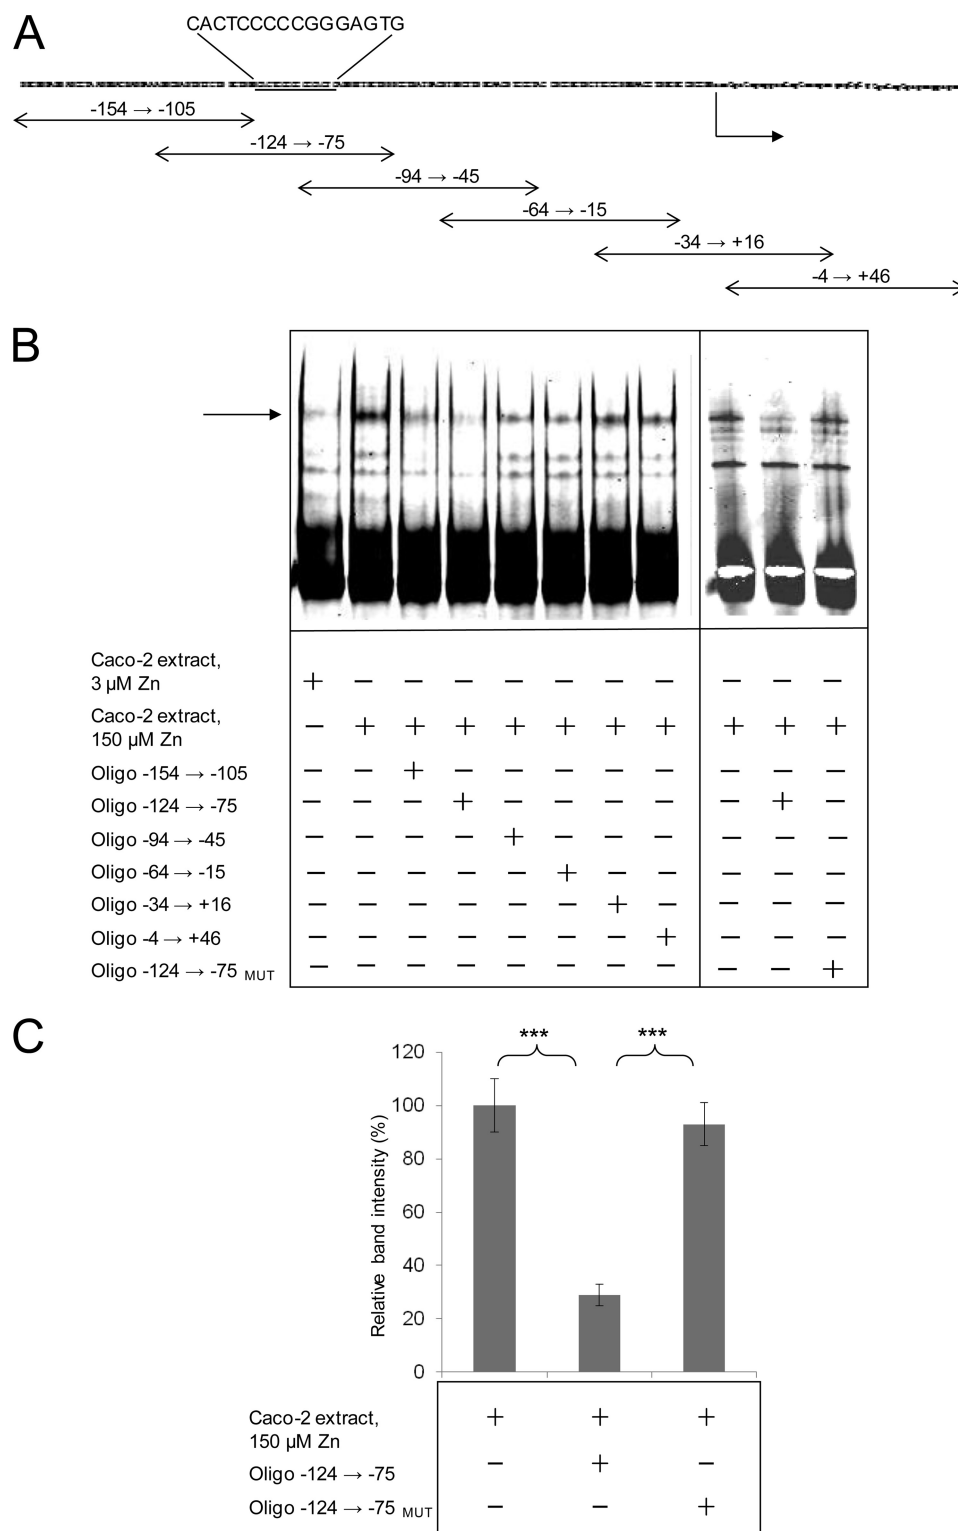 A
CACTCCCCCGGGAGTG
-154 → -105
-124 → -75
-94 → -45
-64 → -15
-34 → +16
-4 → +46
B
Caco-2 extract,
3 µM Zn
+ − − − − − − − − − −
Caco-2 extract,
150 µM Zn
− + + + + + + + + + +
Oligo -154 → -105 − − + − − − − − − − −
Oligo -124 → -75 − − − + − − − − − + −
Oligo -94 → -45 − − − − + − − − − − −
Oligo -64 → -15 − − − − − + − − − − −
Oligo -34 → +16 − − − − − − + − − − −
Oligo -4 → +46 − − − − − − − + − − −
Oligo -124 → -75 MUT − − − − − − − − − − +
C
*** ***
120
100
80
60
40
20
0
Relative band intensity (%)
Caco-2 extract,
150 µM Zn
+ + +
Oligo -124 → -75 − + −
Oligo -124 → -75 MUT − − +